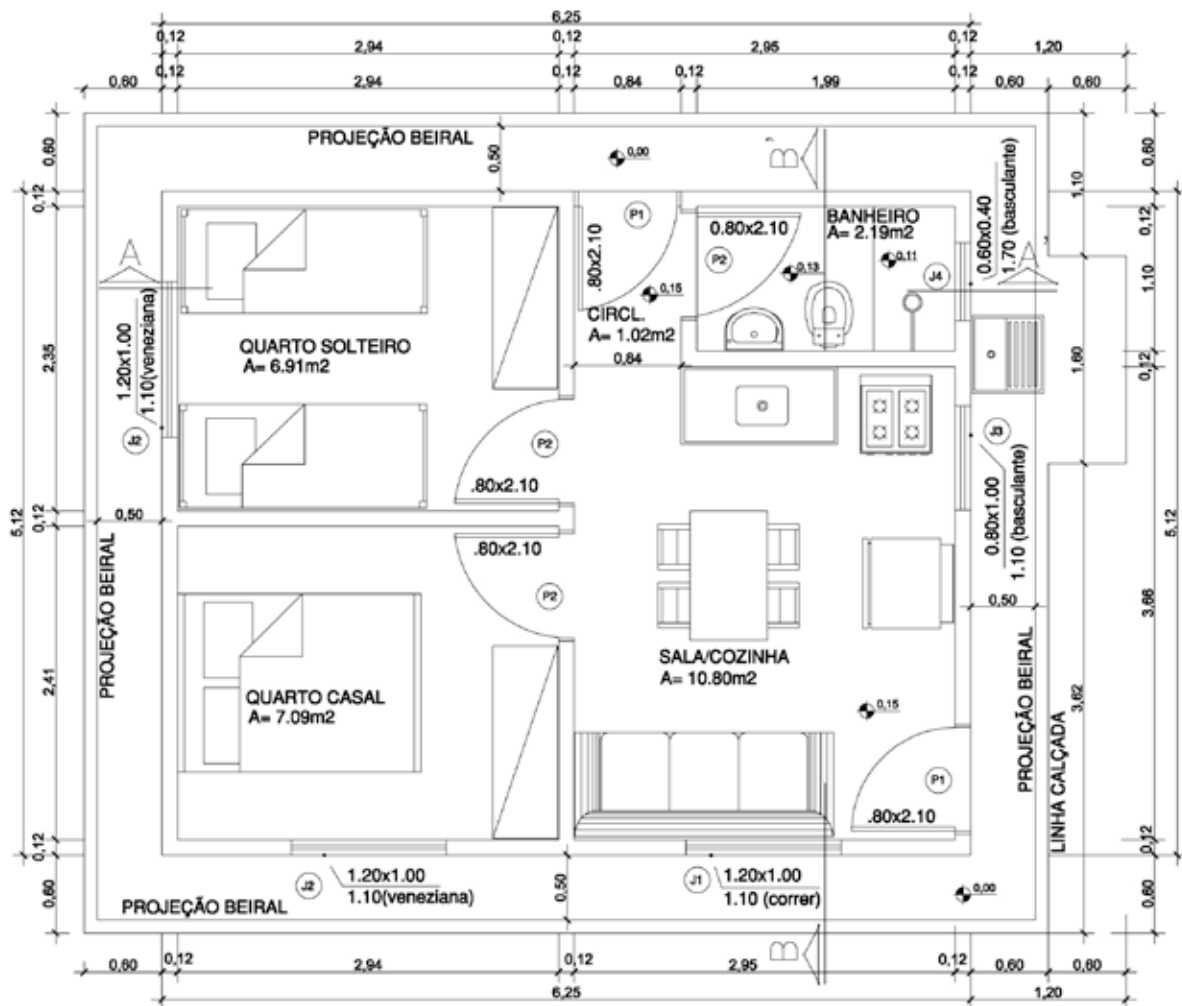 6,25
0,12
2,94
0,12
2,95
0,12
1,20
0,60
0,12
2,94
0,12
0,84
0,12
1,99
0,12
0,60
0,60
PROJEÇÃO BEIRAL
0,50
0,00
B'
0,60
0,12
2,35
5,12
0,12
2,41
0,12
0,60
A
1.20x1.00
1.10(veneziana)
J2
0,50
PROJEÇÃO BEIRAL
QUARTO SOLTEIRO
A= 6.91m2
P1
.80x2.10
0.80x2.10
P2
BANHEIRO
A= 2.19m2
0,13
0,11
J4
0,15
CIRCL.
A= 1.02m2
0,84
0.60x0.40
1.70 (basculante)
A'
P2
.80x2.10
J3
0.80x1.00
1.10 (basculante)
.80x2.10
P2
0,50
QUARTO CASAL
A= 7.09m2
SALA/COZINHA
A= 10.80m2
0,15
P1
.80x2.10
PROJEÇÃO BEIRAL
LINHA CALÇADA
1,10
1,60
3,62
0,60
0,12
1,10
0,12
3,66
0,12
0,60
5,12
J2
1.20x1.00
1.10(veneziana)
0,50
J1
1.20x1.00
1.10 (correr)
0,00
PROJEÇÃO BEIRAL
B'
0,60
0,12
2,94
0,12
2,95
0,12
0,60
0,60
6,25
1,20